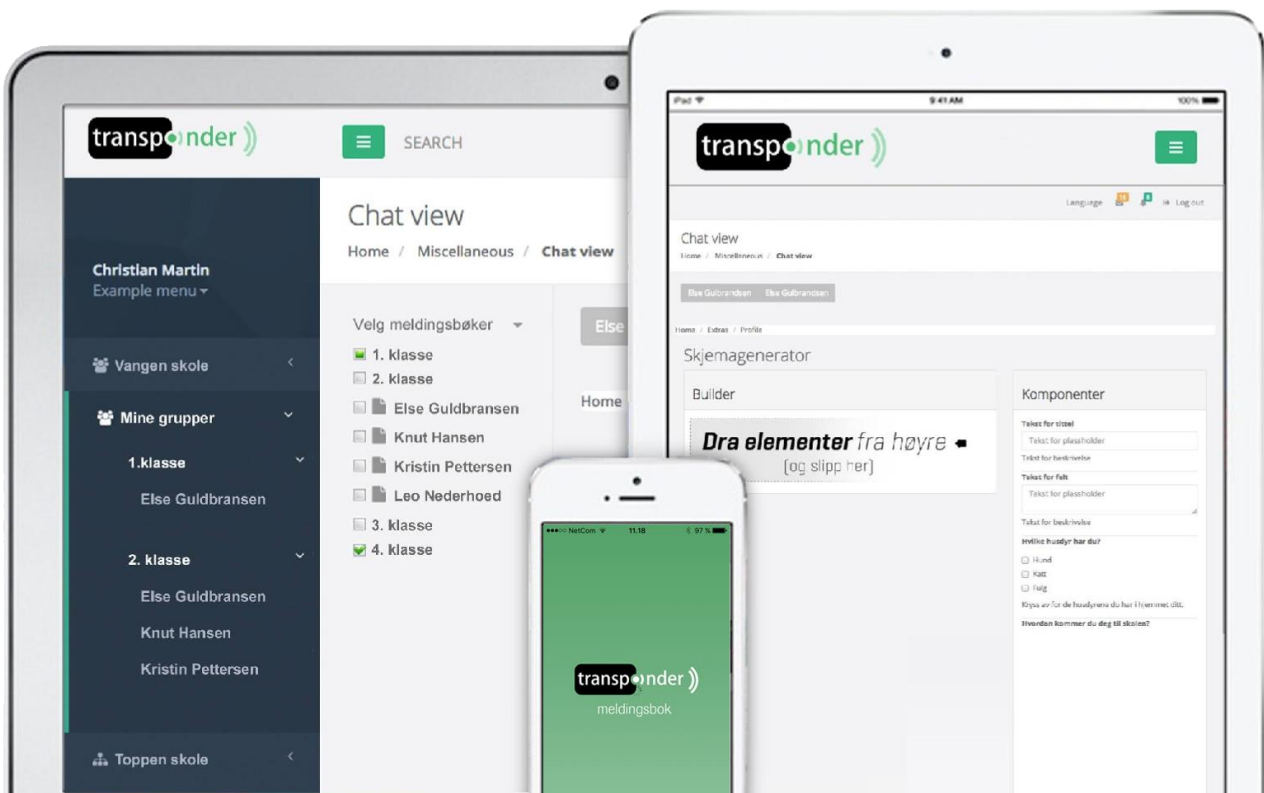 transponder
SEARCH
Christian Martin
Example menu
Vangen skole
Mine grupper
1.klasse
Else Guldbransen
2. klasse
Else Guldbransen
Knut Hansen
Kristin Pettersen
Toppen skole
Chat view
Home / Miscellaneous / Chat view
Velg meldingsbøker
1. klasse
2. klasse
Else Guldbransen
Knut Hansen
Kristin Pettersen
Leo Nederhoed
3. klasse
4. klasse
Else
Home
iPad 9:41 AM 100%
transponder
Language Log out
Chat view
Home / Miscellaneous / Chat view
Else Gulbrandsen Else Gulbrandsen
Home / Extras / Profile
Skjemagenerator
Builder
Dra elementer fra høyre
(og slipp her)
Komponenter
Tekst for tittel
Tekst for plassholder
Tekst for beskrivelse
Tekst for felt
Tekst for plassholder
Tekst for beskrivelse
Hvilke husdyr har du?
Hund
Katt
Kryss av for de husdyrene du har i hjemmet ditt.
Hvordan kommer du deg til skolen?
NetCom 11.18 97 %
transponder
meldingsbok